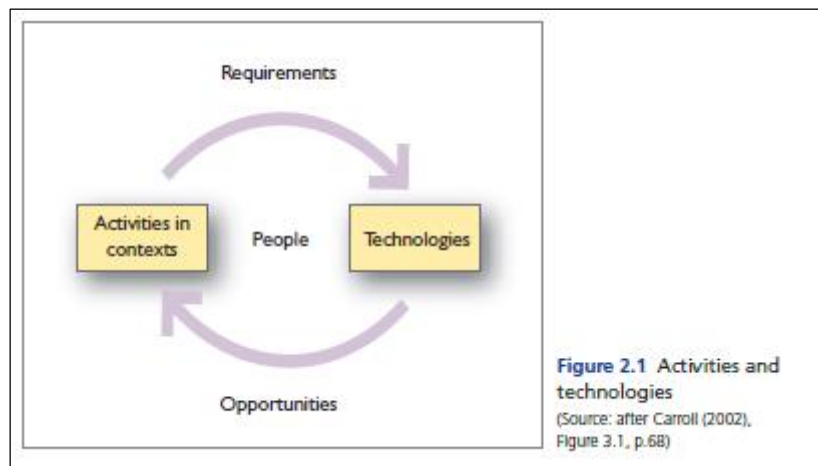 Requirements
Activities in
contexts
People
Technologies
Opportunities
Figure 2.1 Activities and
technologies
(Source: after Carroll (2002),
Figure 3.1, p.68)